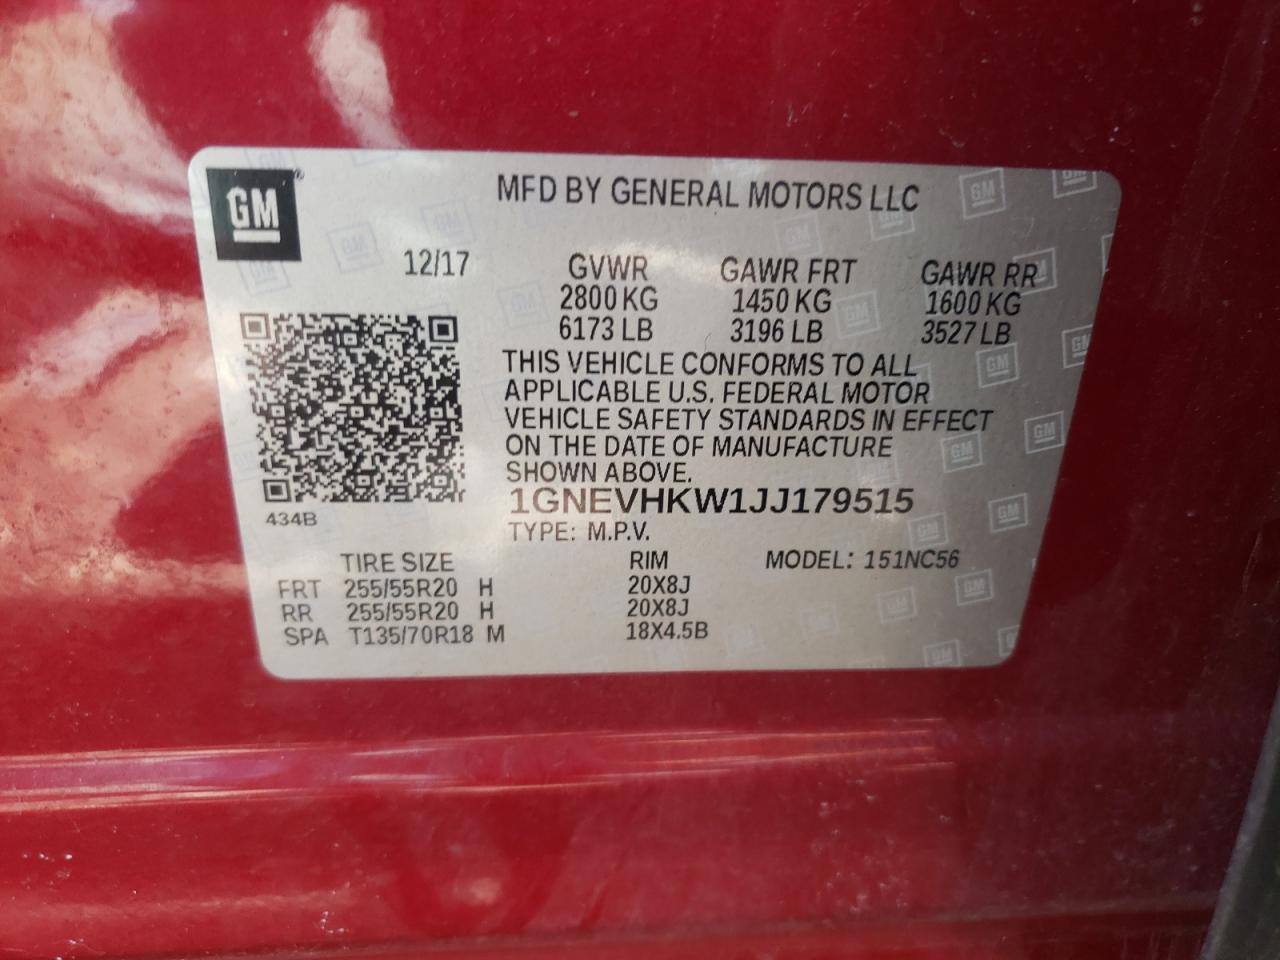 GM
MFD BY GENERAL MOTORS LLC
12/17 GVWR GAWR FRT GAWR RR
2800 KG 1450 KG 1600 KG
6173 LB 3196 LB 3527 LB
THIS VEHICLE CONFORMS TO ALL
APPLICABLE U.S. FEDERAL MOTOR
VEHICLE SAFETY STANDARDS IN EFFECT
ON THE DATE OF MANUFACTURE
SHOWN ABOVE.
1GNEVHKW1JJ179515
434B
TYPE: M.P.V.
TIRE SIZE RIM MODEL: 151NC56
FRT 255/55R20 H 20X8J
RR 255/55R20 H 20X8J
SPA T135/70R18 M 18X4.5B